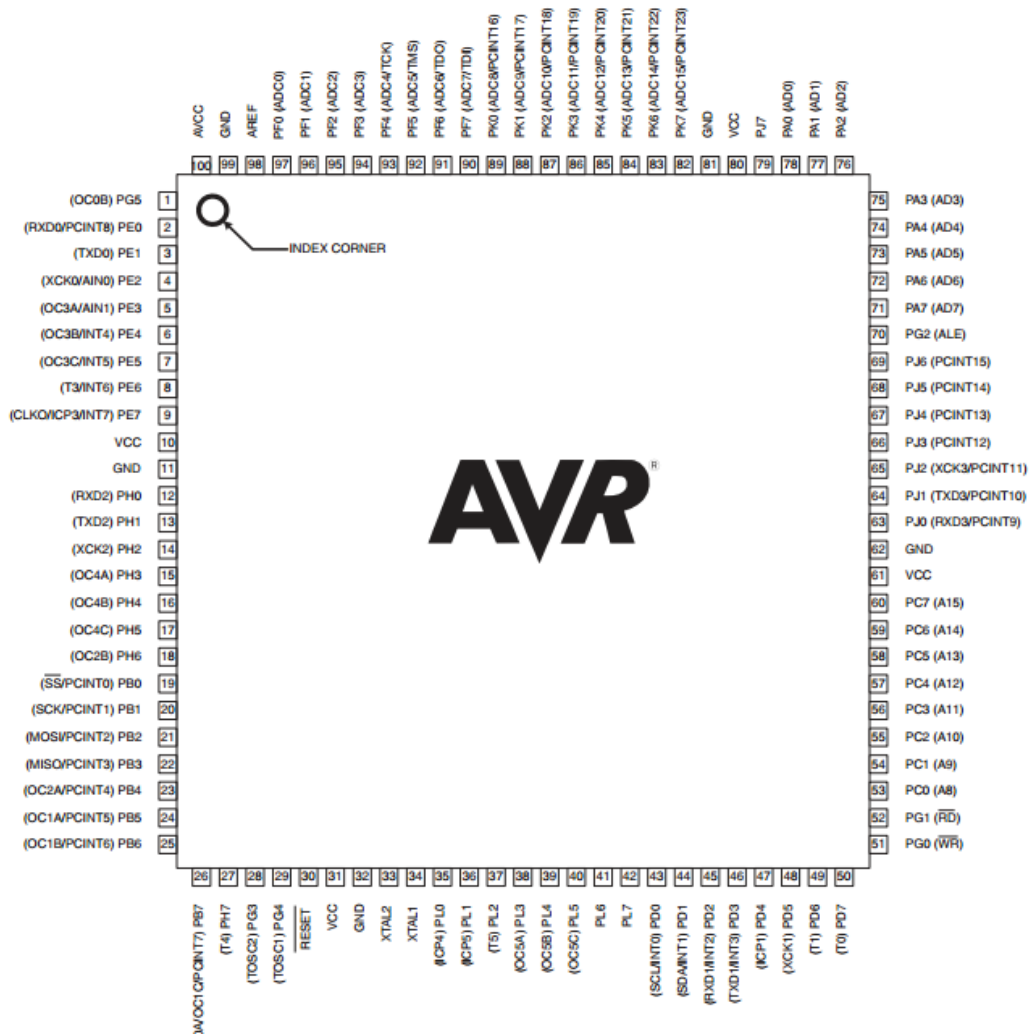 AVCC
GND
AREF
PF0 (ADC0)
PF1 (ADC1)
PF2 (ADC2)
PF3 (ADC3)
PF4 (ADC4/TCK)
PF5 (ADC5/TMS)
PF6 (ADC6/TDO)
PF7 (ADC7/TDI)
PK0 (ADC8/PCINT16)
PK1 (ADC9/PCINT17)
PK2 (ADC10/PCINT18)
PK3 (ADC11/PCINT19)
PK4 (ADC12/PCINT20)
PK5 (ADC13/PCINT21)
PK6 (ADC14/PCINT22)
PK7 (ADC15/PCINT23)
GND
VCC
PJ7
PA0 (AD0)
PA1 (AD1)
PA2 (AD2)
100 99 98 97 96 95 94 93 92 91 90 89 88 87 86 85 84 83 82 81 80 79 78 77 76
(OC0B) PG5 1
(RXD0/PCINT8) PE0 2
(TXD0) PE1 3
(XCK0/AIN0) PE2 4
(OC3A/AIN1) PE3 5
(OC3B/INT4) PE4 6
(OC3C/INT5) PE5 7
(T3/INT6) PE6 8
(CLKO/ICP3/INT7) PE7 9
VCC 10
GND 11
(RXD2) PH0 12
(TXD2) PH1 13
(XCK2) PH2 14
(OC4A) PH3 15
(OC4B) PH4 16
(OC4C) PH5 17
(OC2B) PH6 18
(SS/PCINT0) PB0 19
(SCK/PCINT1) PB1 20
(MOSI/PCINT2) PB2 21
(MISO/PCINT3) PB3 22
(OC2A/PCINT4) PB4 23
(OC1A/PCINT5) PB5 24
(OC1B/PCINT6) PB6 25
INDEX CORNER
AVR®
75 PA3 (AD3)
74 PA4 (AD4)
73 PA5 (AD5)
72 PA6 (AD6)
71 PA7 (AD7)
70 PG2 (ALE)
69 PJ6 (PCINT15)
68 PJ5 (PCINT14)
67 PJ4 (PCINT13)
66 PJ3 (PCINT12)
65 PJ2 (XCK3/PCINT11)
64 PJ1 (TXD3/PCINT10)
63 PJ0 (RXD3/PCINT9)
62 GND
61 VCC
60 PC7 (A15)
59 PC6 (A14)
58 PC5 (A13)
57 PC4 (A12)
56 PC3 (A11)
55 PC2 (A10)
54 PC1 (A9)
53 PC0 (A8)
52 PG1 (RD)
51 PG0 (WR)
26 27 28 29 30 31 32 33 34 35 36 37 38 39 40 41 42 43 44 45 46 47 48 49 50
0A/OC1C/PCINT7) PB7
(T4) PH7
(TOSC2) PG3
(TOSC1) PG4
RESET
VCC
GND
XTAL2
XTAL1
(ICP4) PL0
(ICP5) PL1
(T5) PL2
(OC5A) PL3
(OC5B) PL4
(OC5C) PL5
PL6
PL7
(SCL/INT0) PD0
(SDA/INT1) PD1
(RXD1/INT2) PD2
(TXD1/INT3) PD3
(ICP1) PD4
(XCK1) PD5
(T1) PD6
(T0) PD7